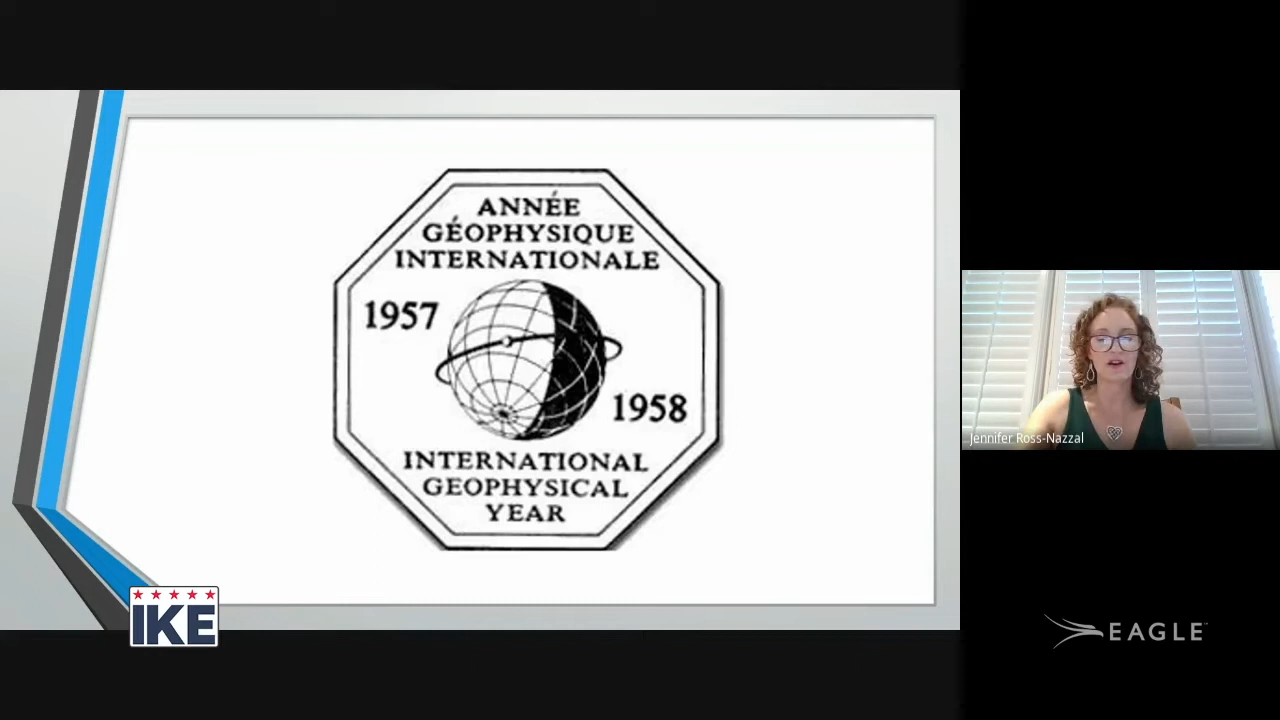 ANNÉE
GÉOPHYSIQUE
INTERNATIONALE
1957
1958
INTERNATIONAL
GEOPHYSICAL
YEAR
IKE
Jennifer Ross-Nazzal
EAGLE